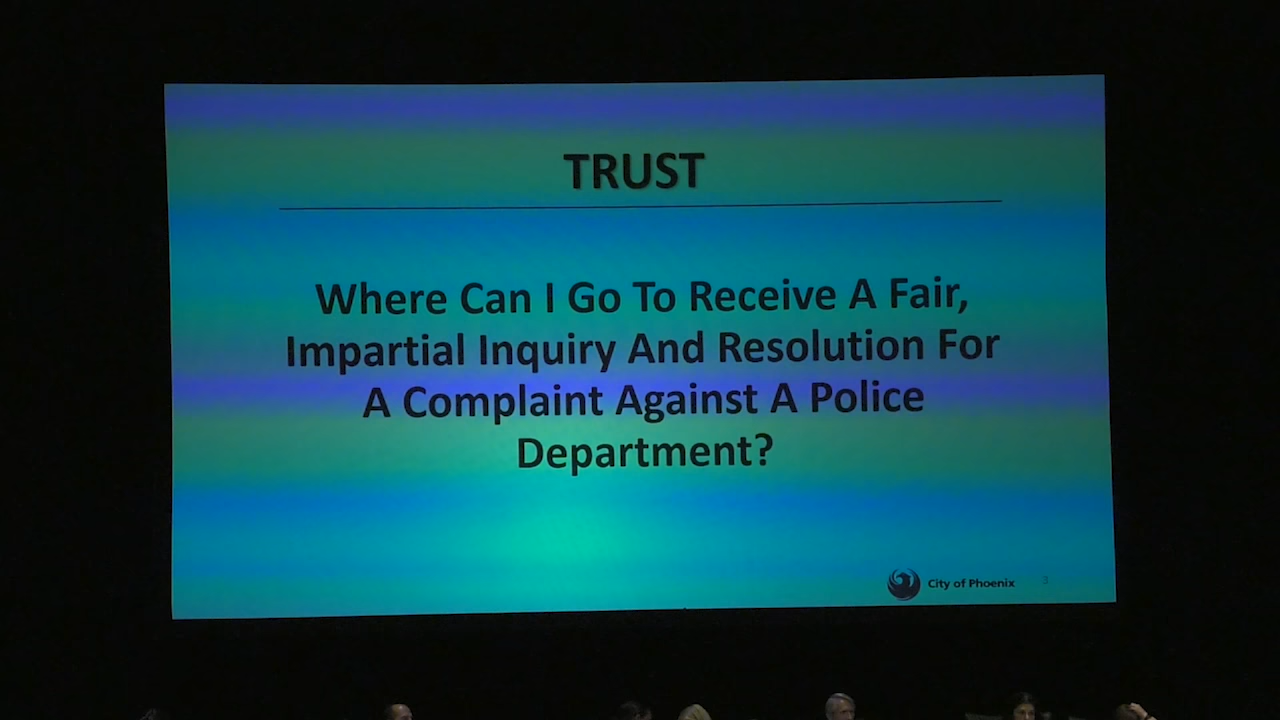 TRUST
Where Can I Go To Receive A Fair,
Impartial Inquiry And Resolution For
A Complaint Against A Police
Department?
City of Phoenix 3